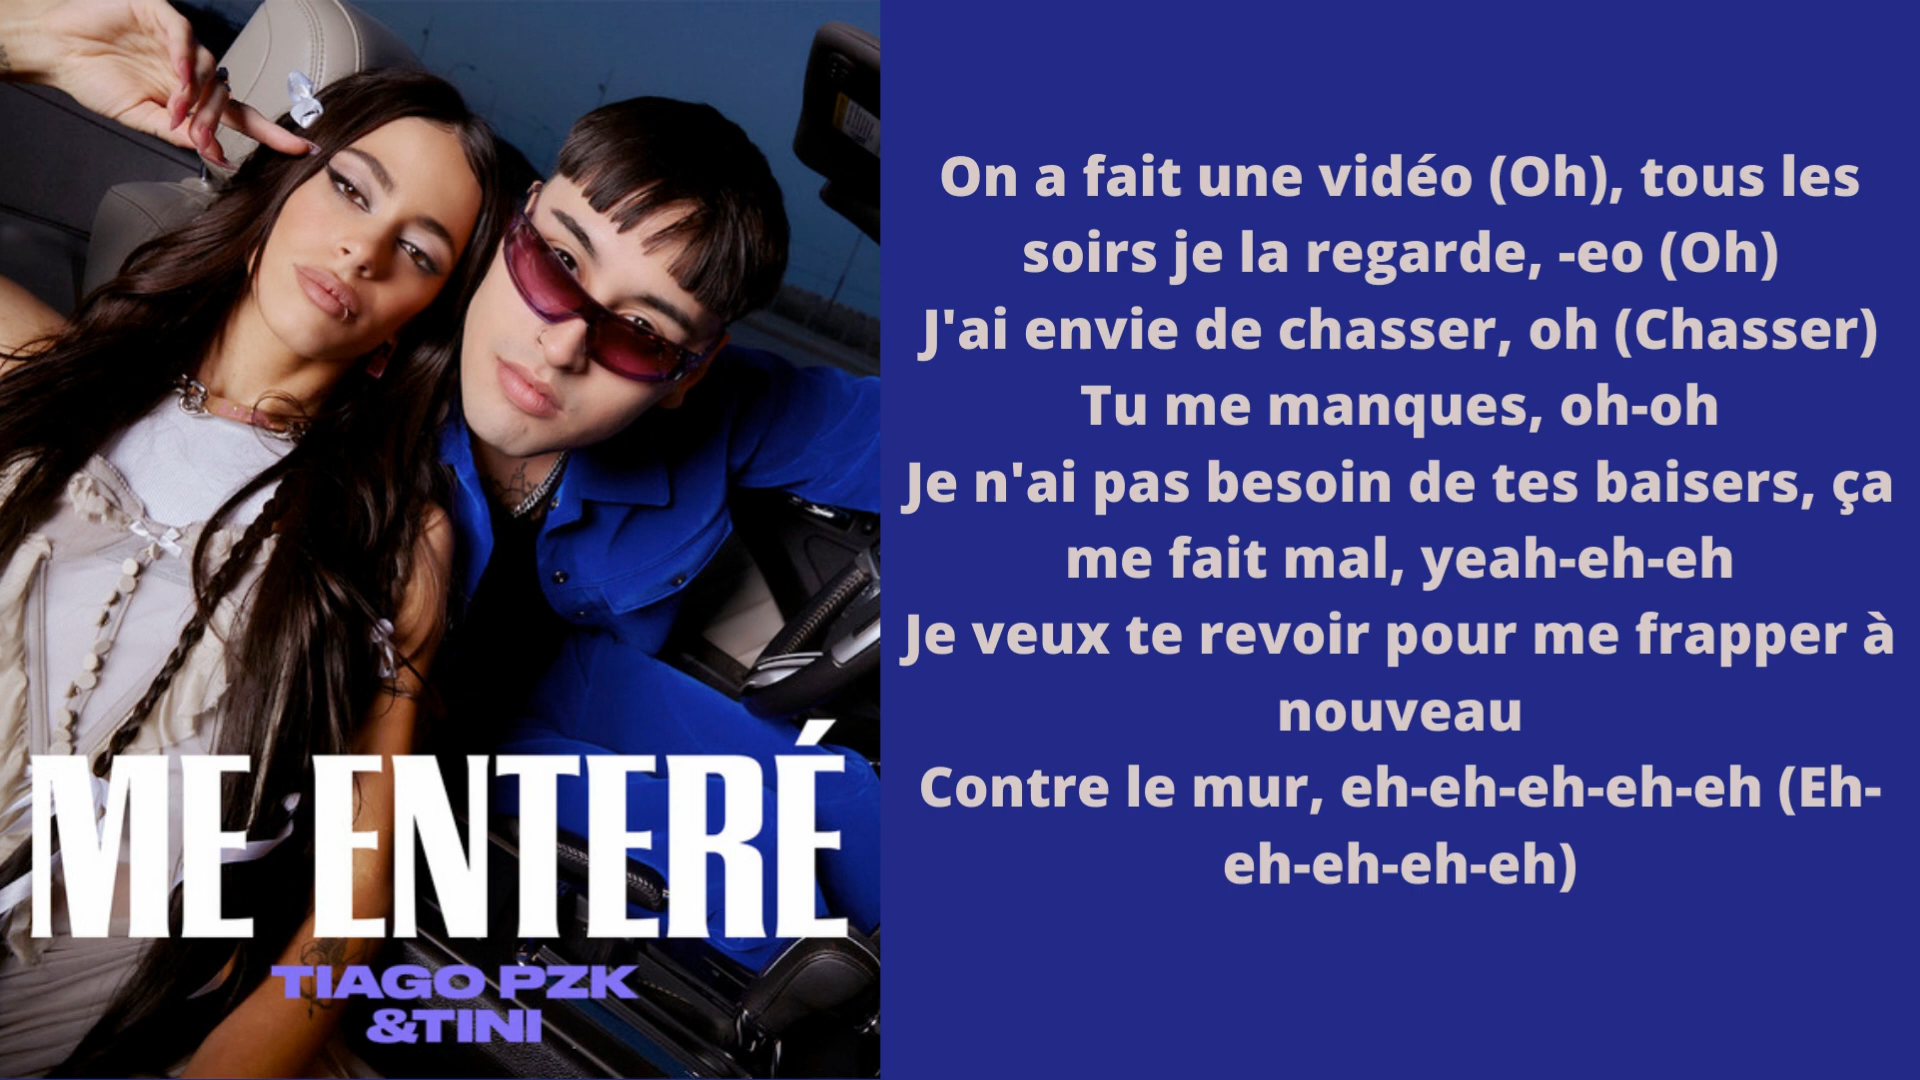 ME ENTERÉ
TIAGO PZK
&TINI
On a fait une vidéo (Oh), tous les
soirs je la regarde, -eo (Oh)
J'ai envie de chasser, oh (Chasser)
Tu me manques, oh-oh
Je n'ai pas besoin de tes baisers, ça
me fait mal, yeah-eh-eh
Je veux te revoir pour me frapper à
nouveau
Contre le mur, eh-eh-eh-eh-eh (Eh-
eh-eh-eh-eh)